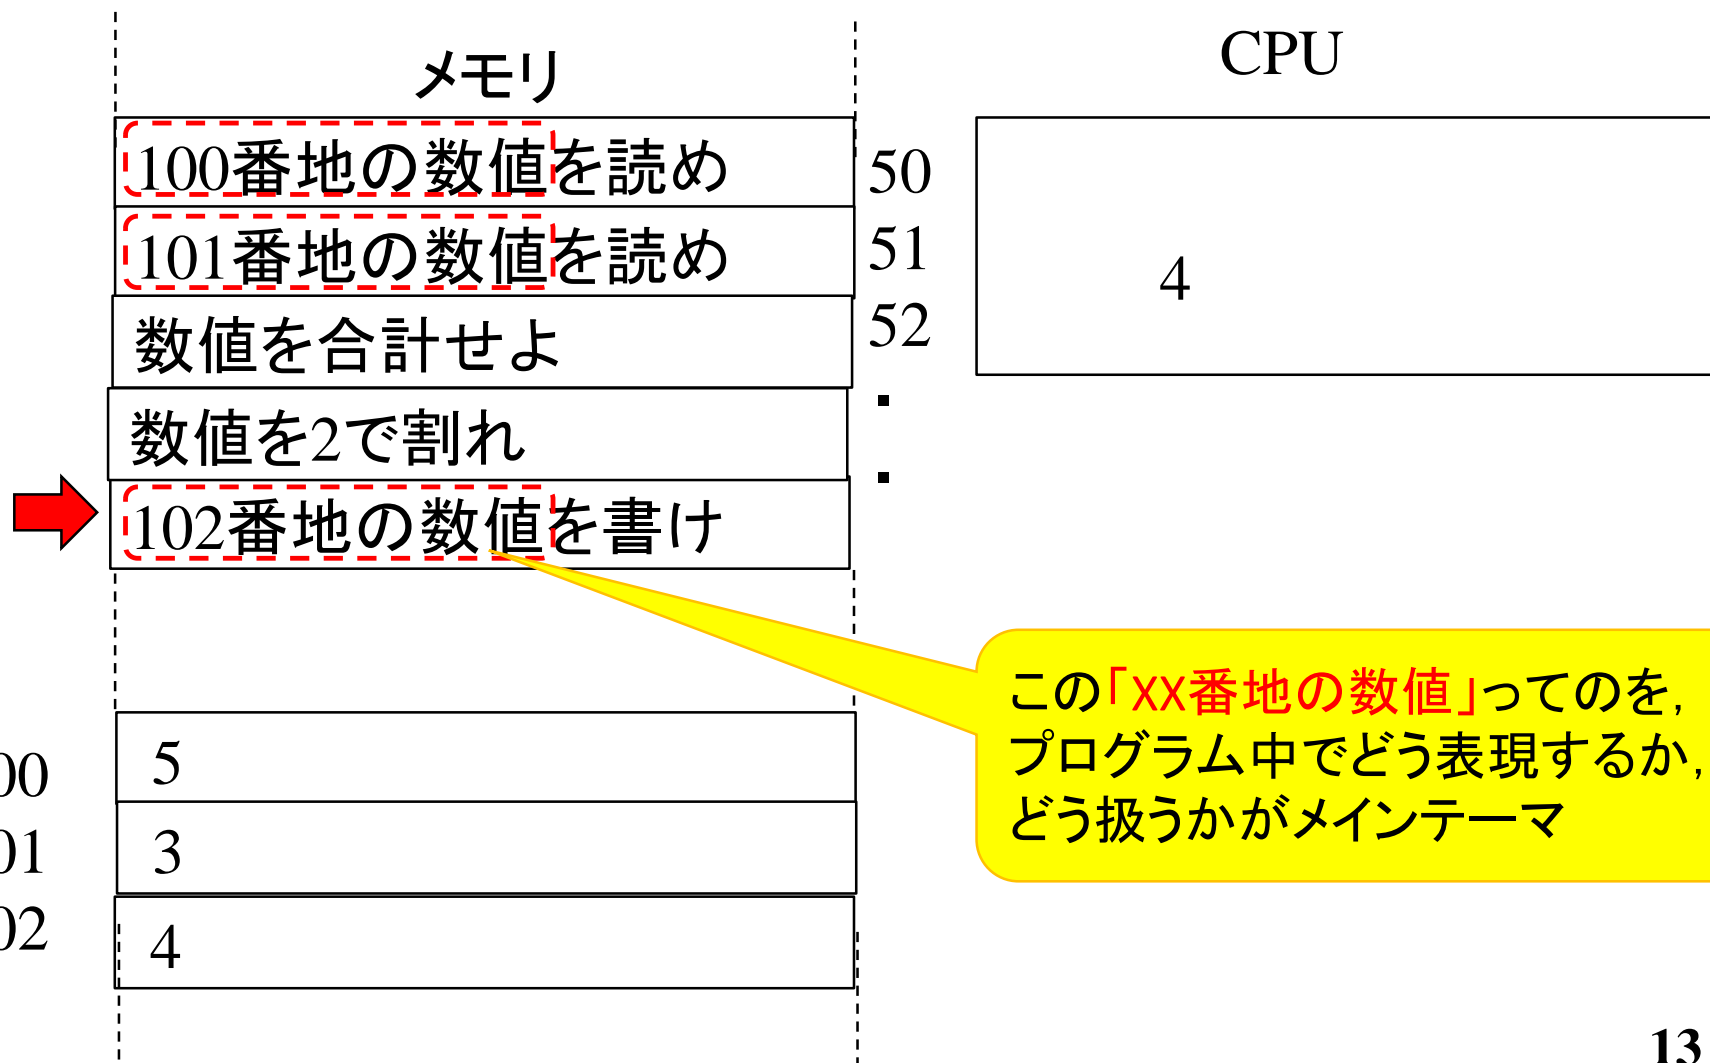 メモリ
CPU
100番地の数値を読め
50
101番地の数値を読め
51
4
数値を合計せよ
52
数値を2で割れ
102番地の数値を書け
この「XX番地の数値」ってのを,
プログラム中でどう表現するか,
どう扱うかがメインテーマ
00
5
01
3
02
4
13